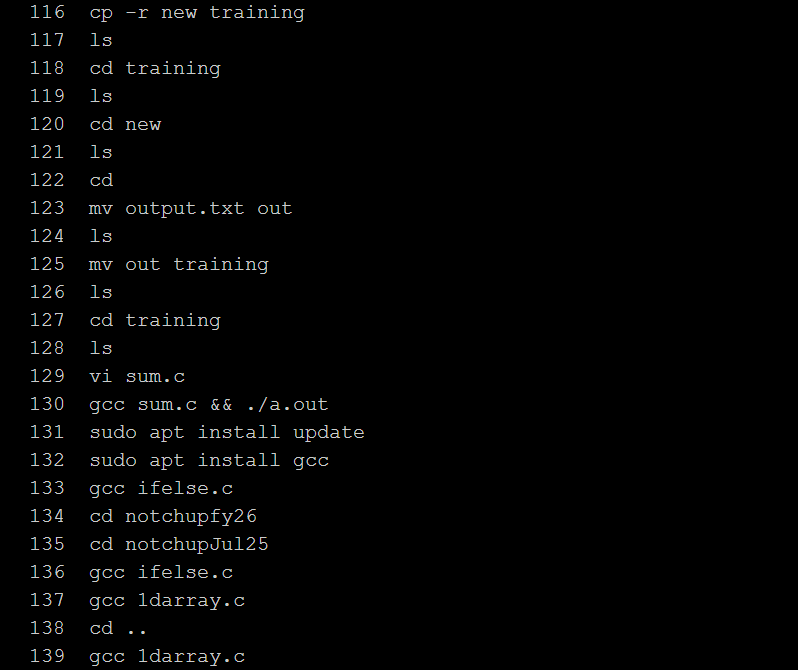 116  cp -r new training
117  ls
118  cd training
119  ls
120  cd new
121  ls
122  cd
123  mv output.txt out
124  ls
125  mv out training
126  ls
127  cd training
128  ls
129  vi sum.c
130  gcc sum.c && ./a.out
131  sudo apt install update
132  sudo apt install gcc
133  gcc ifelse.c
134  cd notchupfy26
135  cd notchupJul25
136  gcc ifelse.c
137  gcc 1darray.c
138  cd ..
139  gcc 1darray.c